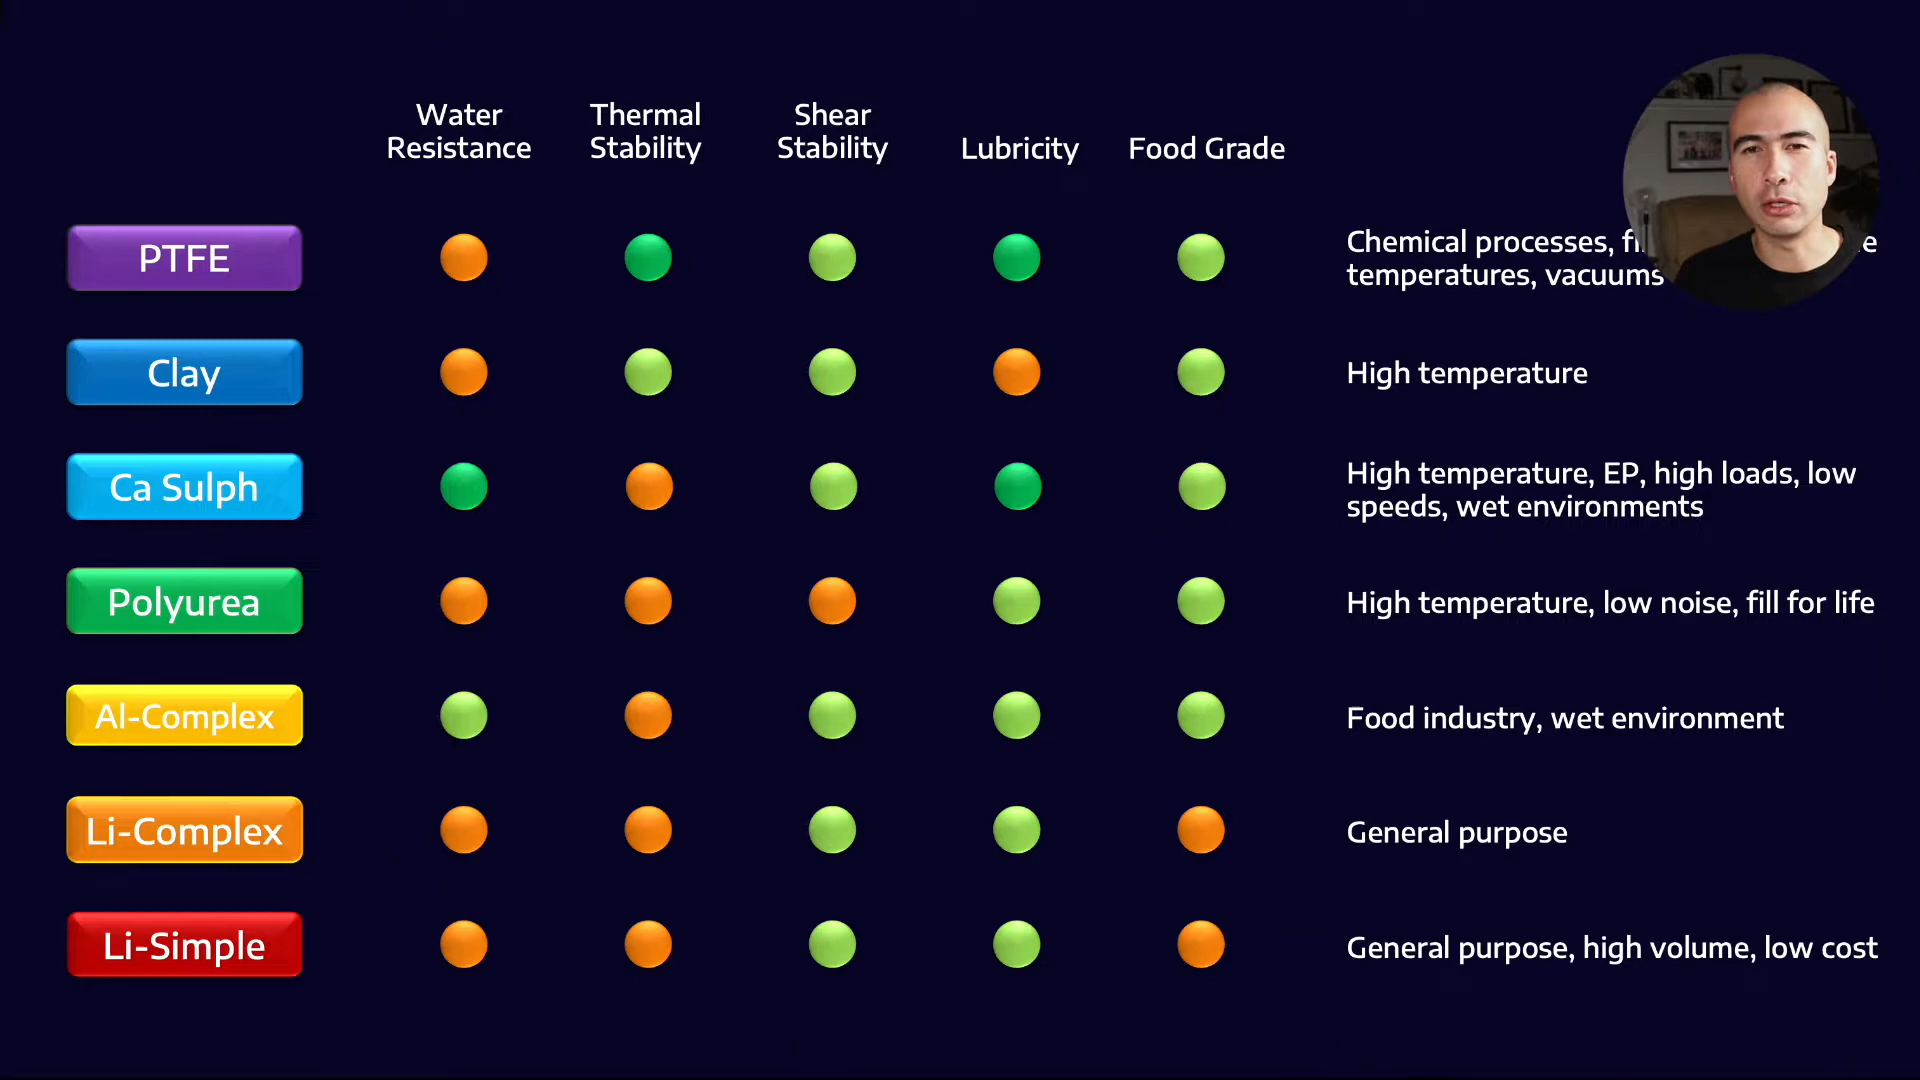 Water
Resistance
Thermal
Stability
Shear
Stability
Lubricity
Food Grade
PTFE
Chemical processes,
temperatures, vacuums
Clay
High temperature
Ca Sulph
High temperature, EP, high loads, low
speeds, wet environments
Polyurea
High temperature, low noise, fill for life
Al-Complex
Food industry, wet environment
Li-Complex
General purpose
Li-Simple
General purpose, high volume, low cost